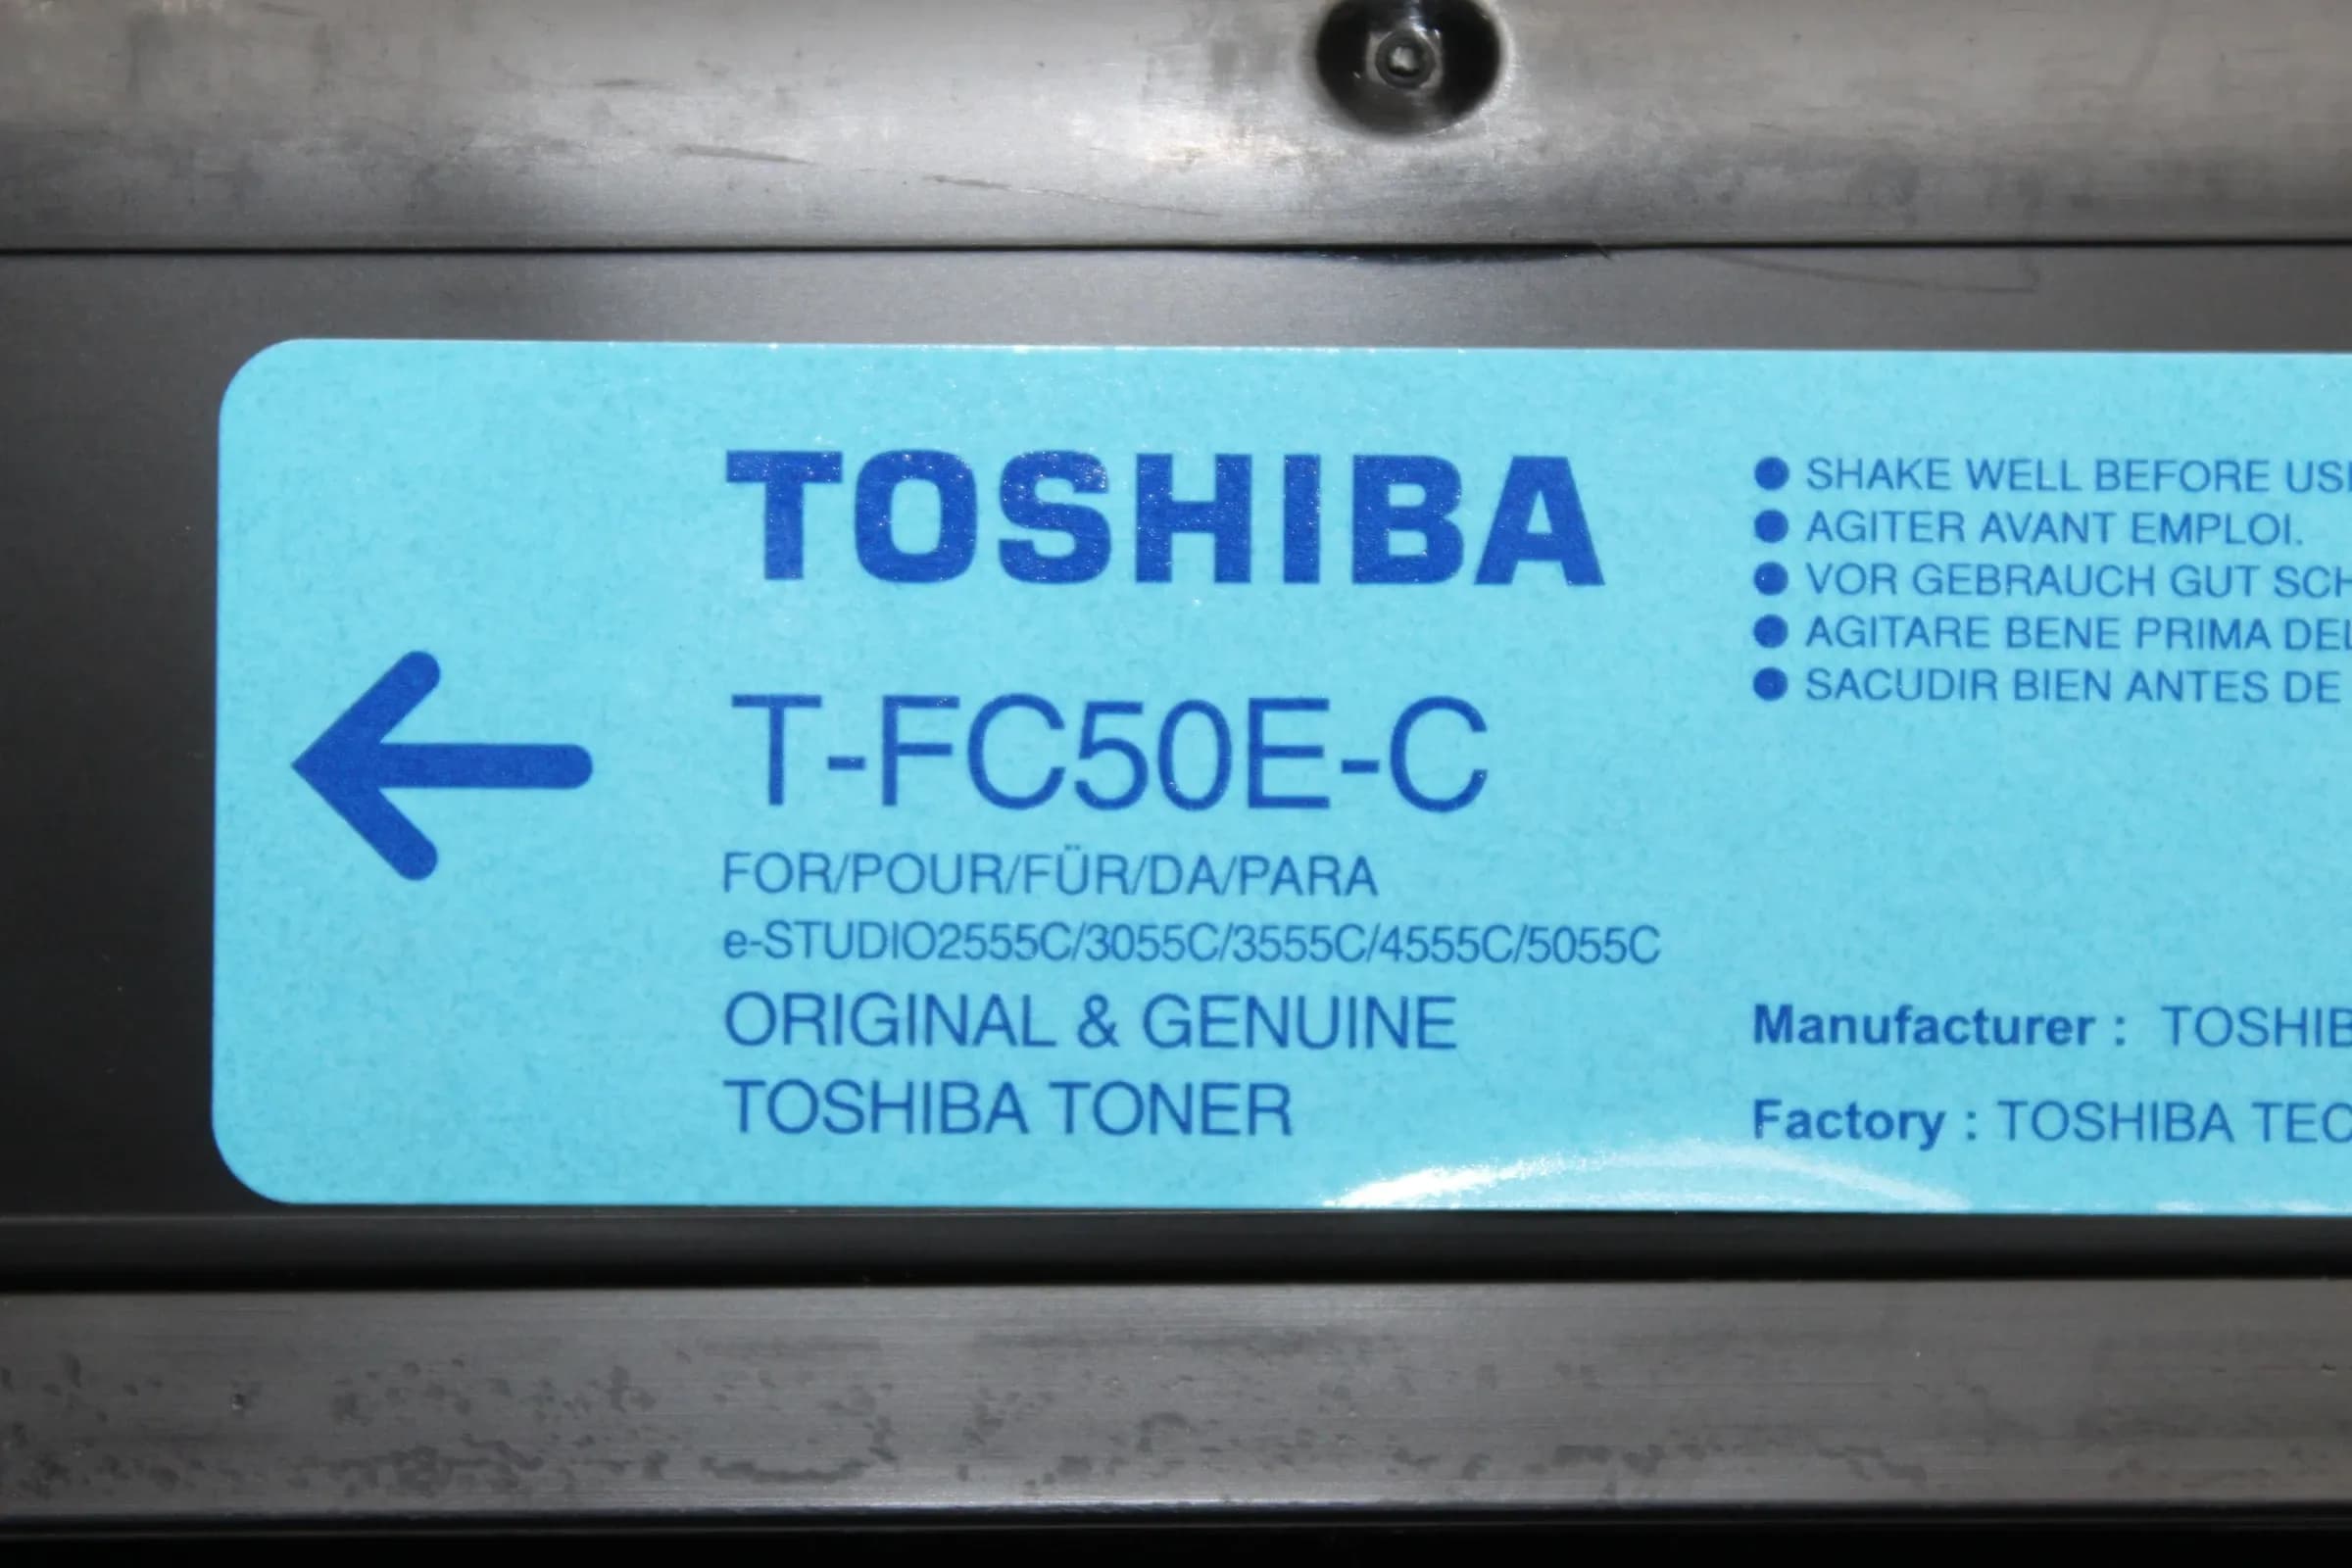 TOSHIBA
T-FC50E-C
FOR/POUR/FÜR/DA/PARA
e-STUDIO2555C/3055C/3555C/4555C/5055C
ORIGINAL & GENUINE
TOSHIBA TONER
● SHAKE WELL BEFORE
● AGITER AVANT EMPLOI.
● VOR GEBRAUCH GUT
● AGITARE BENE PRIMA
● SACUDIR BIEN ANTES DE
Manufacturer :
Factory : TOSHIBA